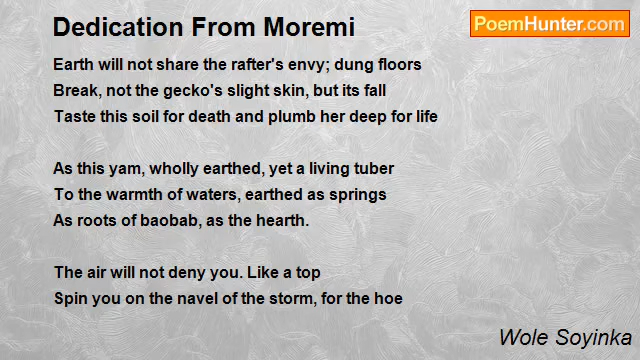 Dedication From Moremi
PoemHunter.com
Earth will not share the rafter's envy; dung floors
Break, not the gecko's slight skin, but its fall
Taste this soil for death and plumb her deep for life
As this yam, wholly earthed, yet a living tuber
To the warmth of waters, earthed as springs
As roots of baobab, as the hearth.
The air will not deny you. Like a top
Spin you on the navel of the storm, for the hoe
Wole Soyinka